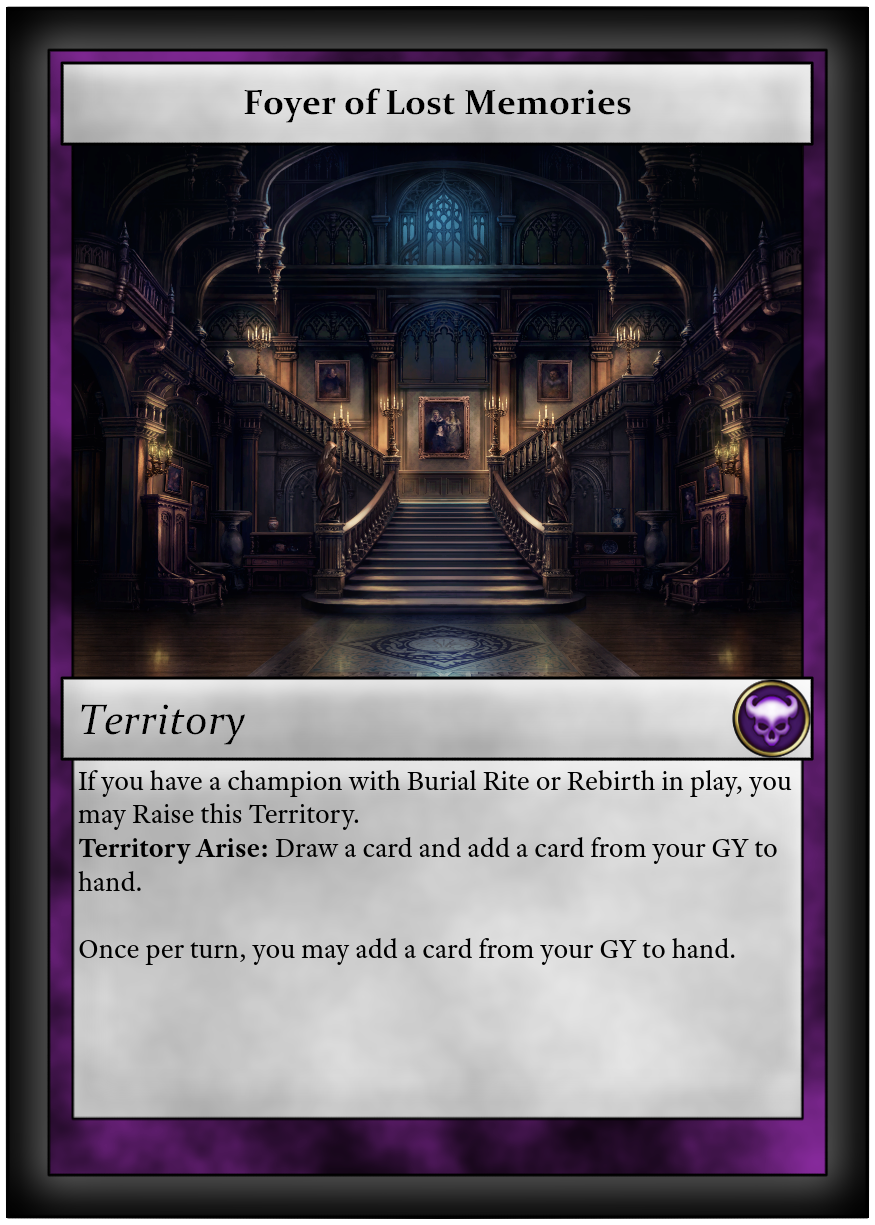 Foyer of Lost Memories
Territory
If you have a champion with Burial Rite or Rebirth in play, you
may Raise this Territory.
Territory Arise: Draw a card and add a card from your GY to
hand.
Once per turn, you may add a card from your GY to hand.